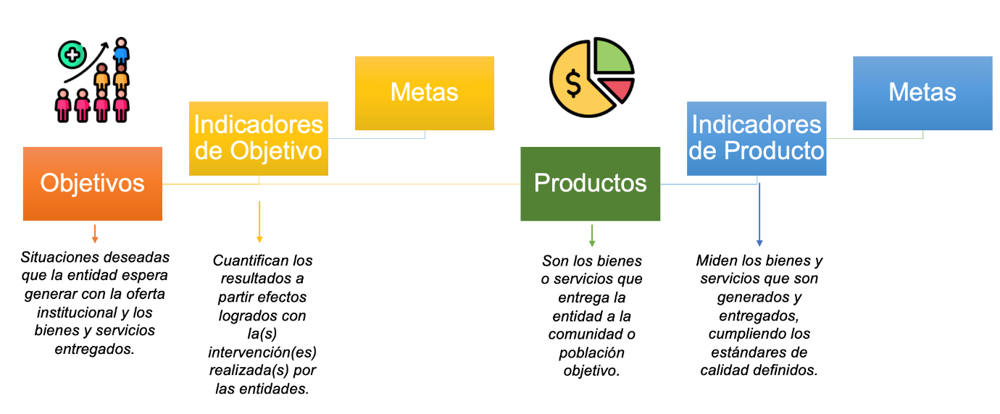 Metas
Indicadores
de Objetivo
Objetivos
Situaciones deseadas
que la entidad espera
generar con la oferta
institucional y los
bienes y servicios
entregados.
Cuantifican los
resultados a
partir efectos
logrados con
la(s)
intervención(es)
realizada(s) por
las entidades.
$
Metas
Indicadores
de Producto
Productos
Son los bienes
o servicios que
entrega la
entidad a la
comunidad o
población
objetivo.
Miden los bienes y
servicios que son
generados y
entregados,
cumpliendo los
estándares de
calidad definidos.